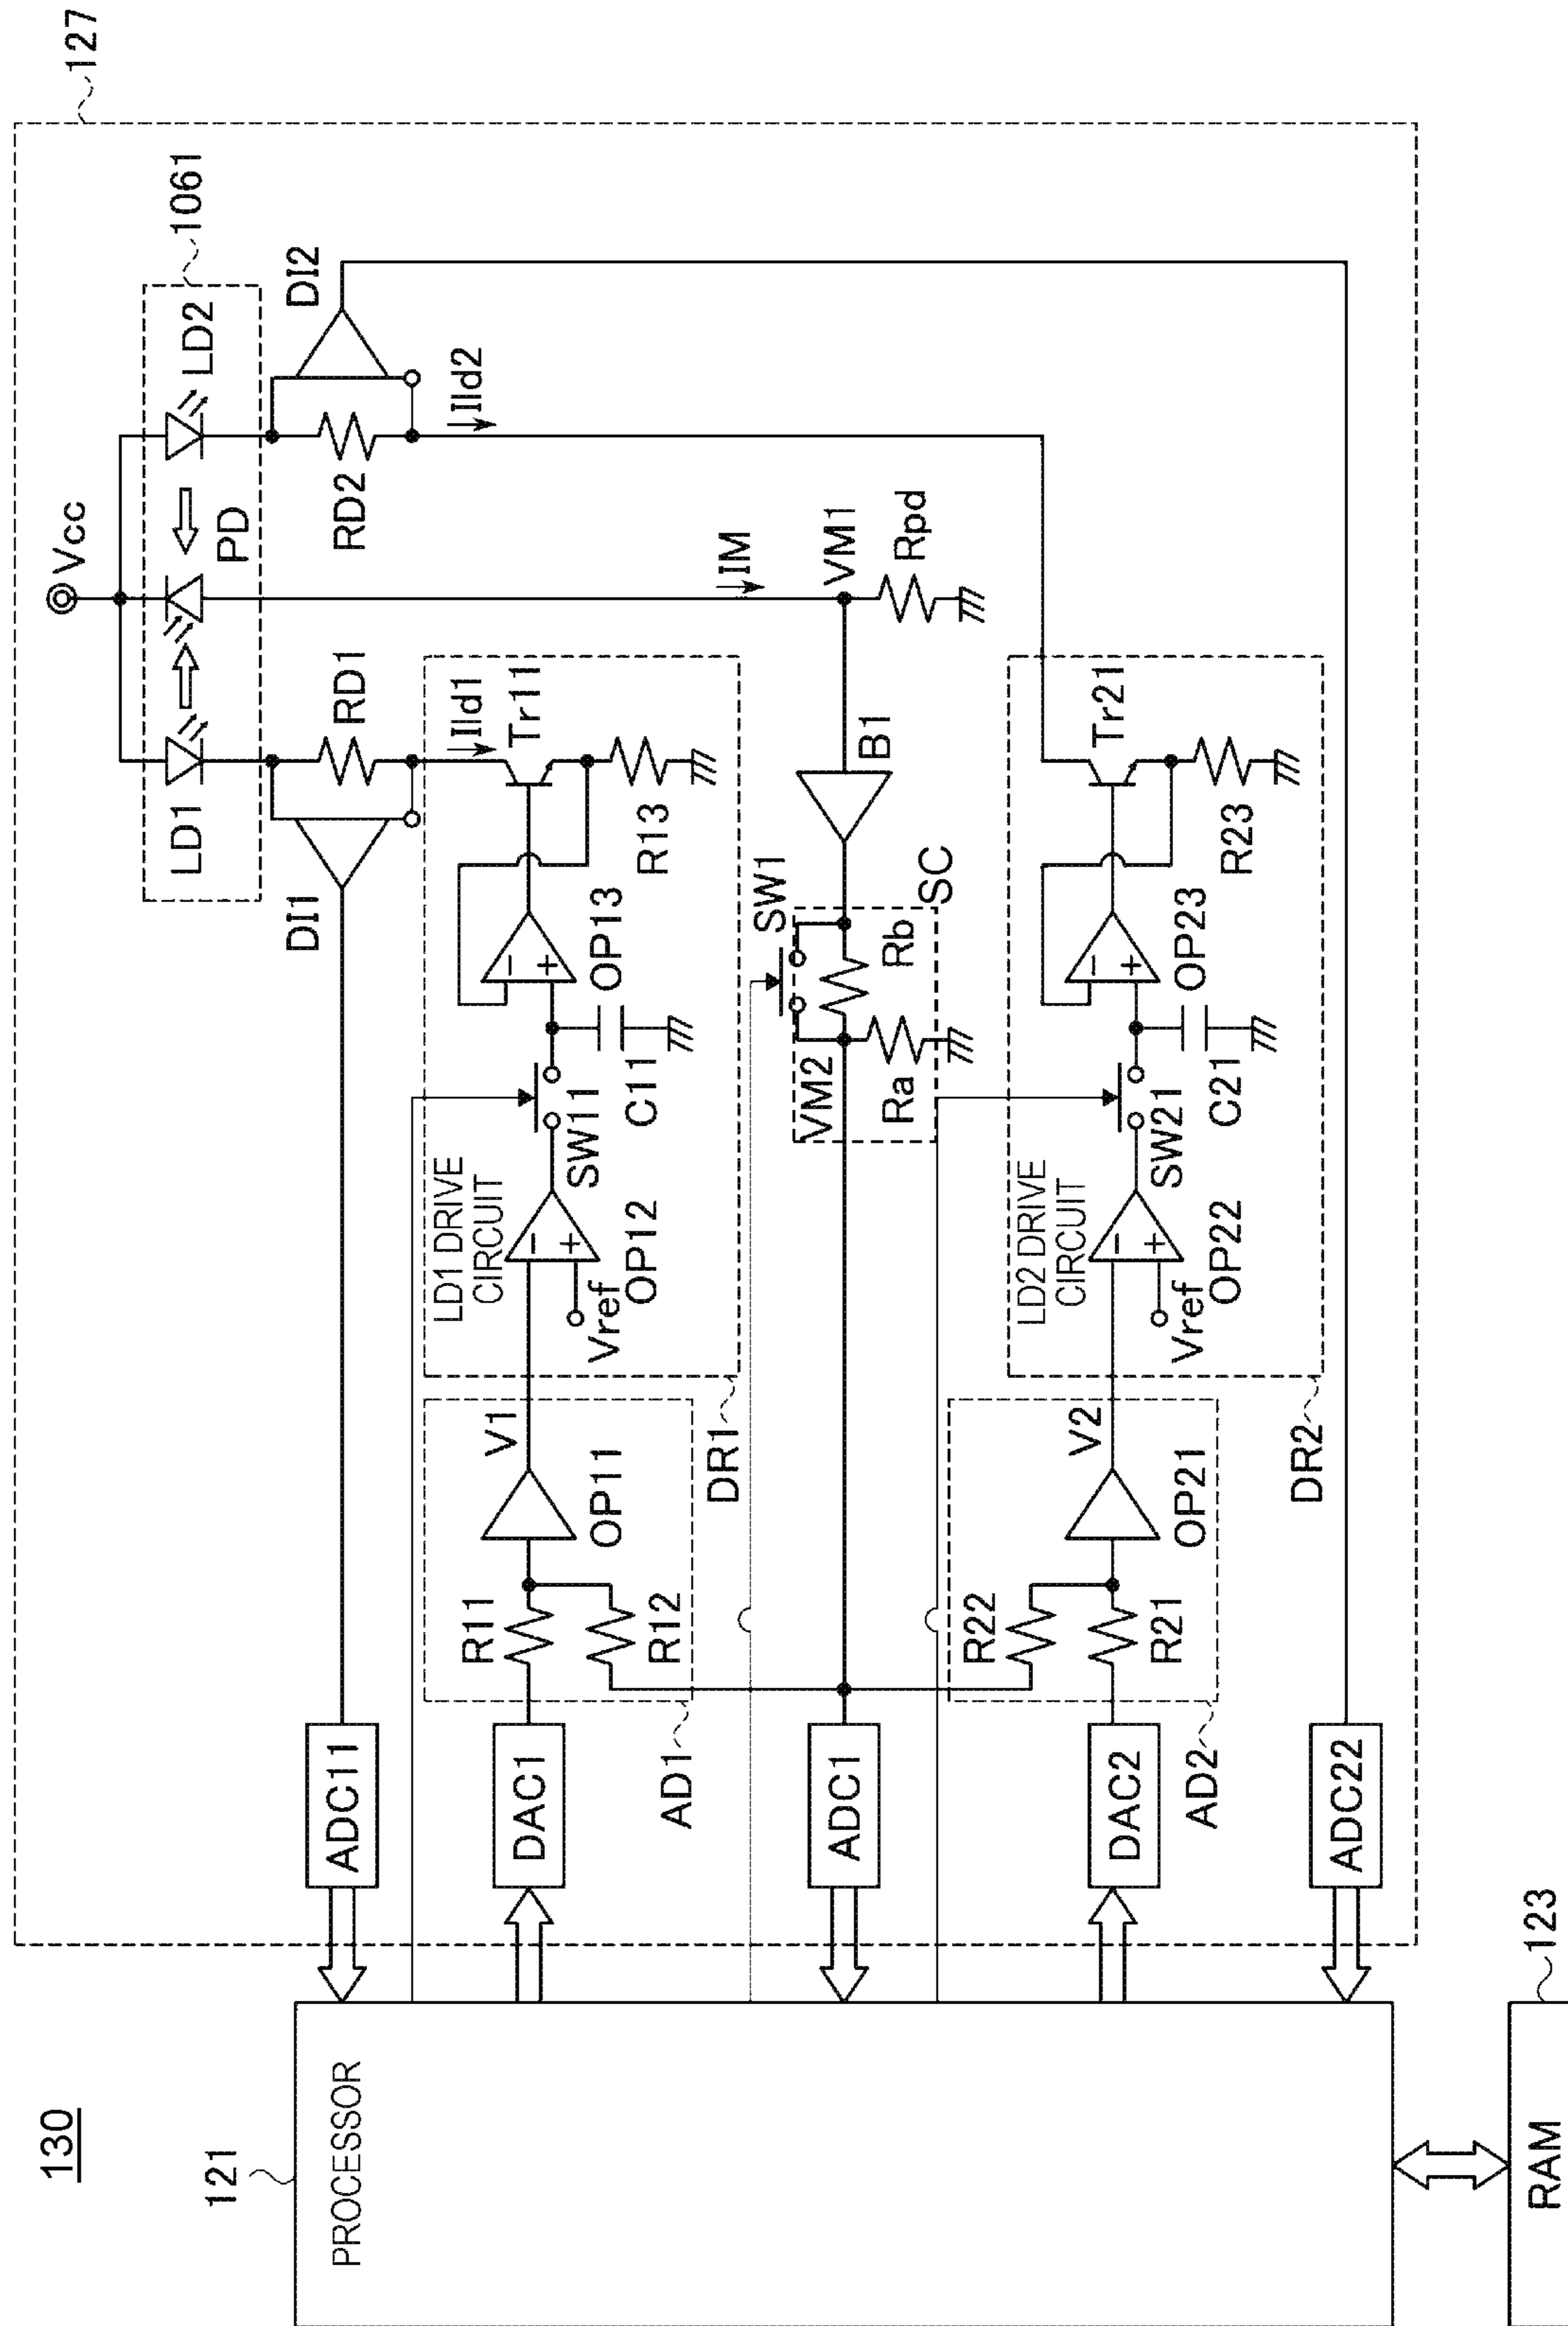 130
121
PROCESSOR
RAM
123
127
Vcc
1061
LD1
PD
LD2
DI1
RD1
RD2
DI2
Ild1
IM
Ild2
ADC11
DAC1
ADC1
DAC2
ADC22
AD1
R11
R12
OP11
V1
DR1
LD1 DRIVE
CIRCUIT
Vref
−
+
OP12
SW11
C11
−
+
OP13
Tr11
R13
SW1
VM2
Ra
Rb
SC
B1
VM1
Rpd
AD2
R22
R21
OP21
V2
DR2
LD2 DRIVE
CIRCUIT
Vref
−
+
OP22
SW21
C21
−
+
OP23
Tr21
R23